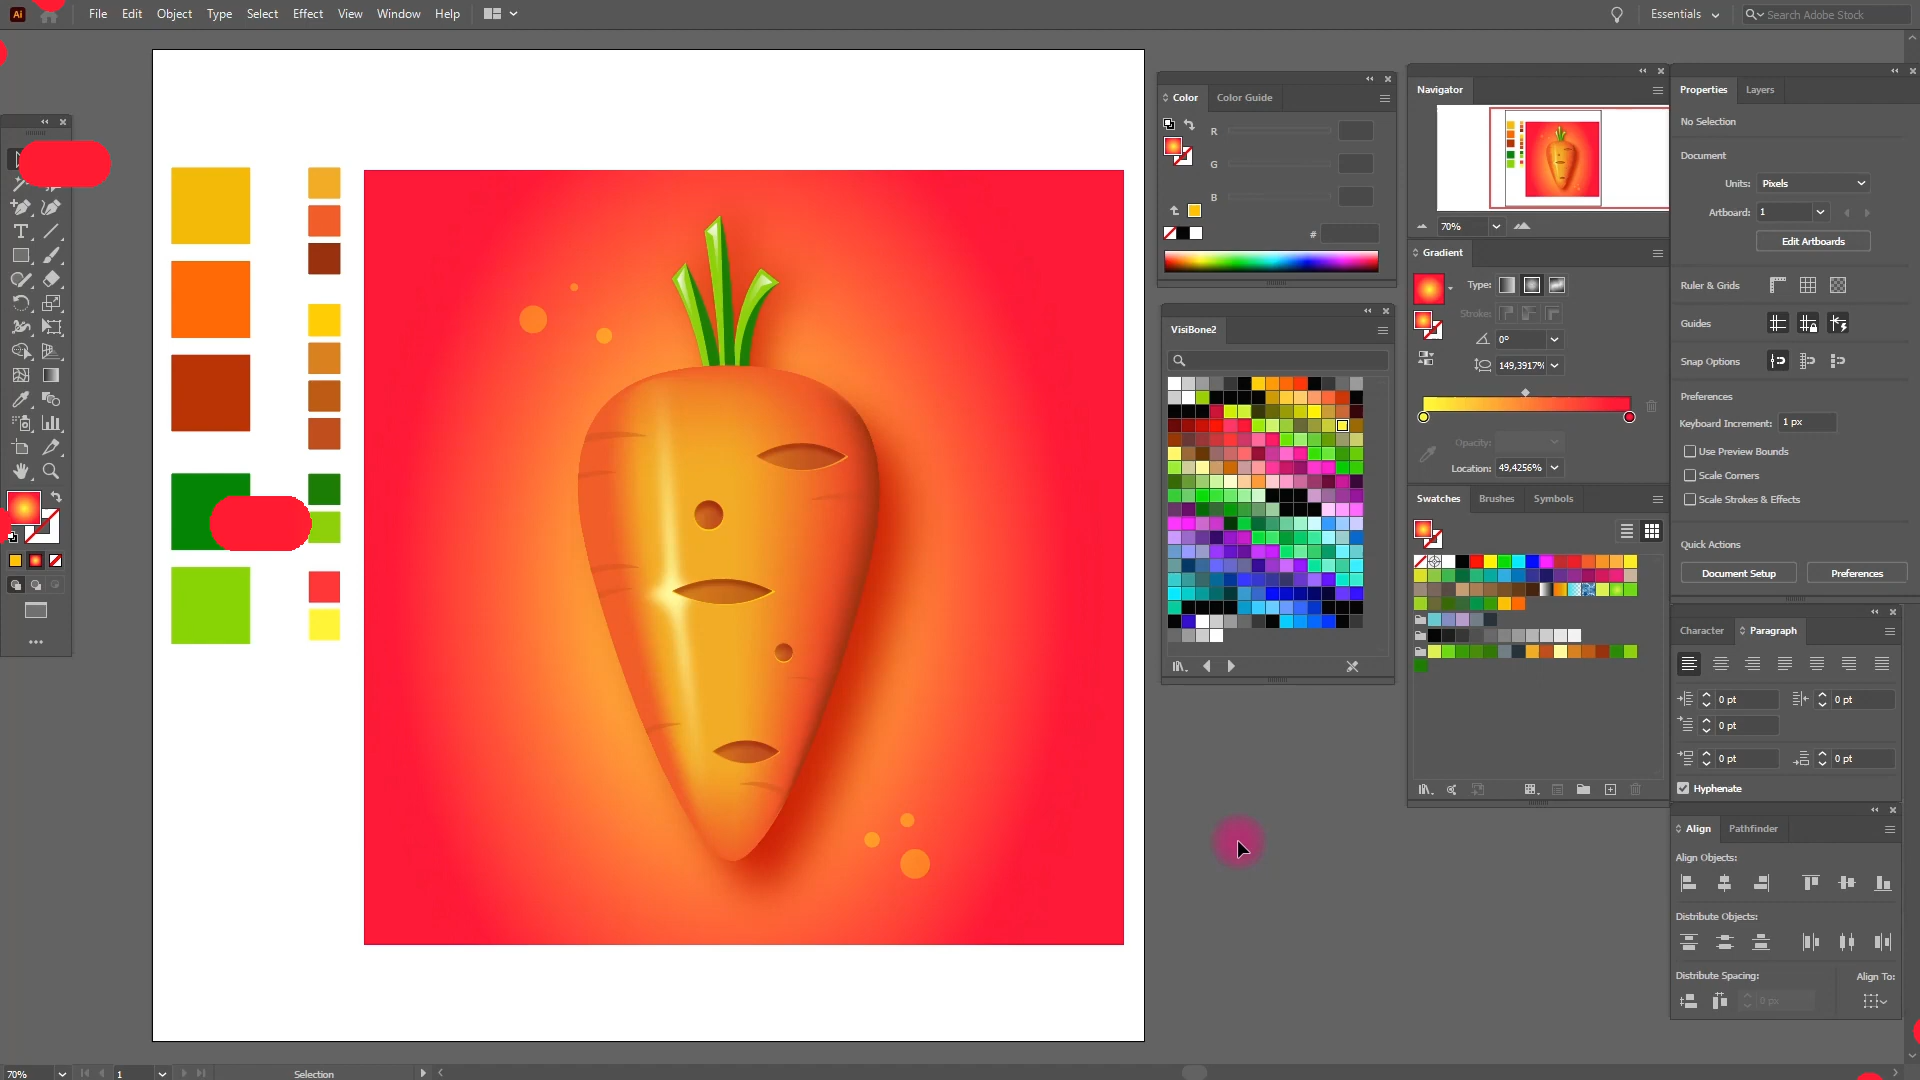 Ai File Edit Object Type Select Effect View Window Help Essentials Search Adobe Stock
Color Color Guide
R
G
B
#
VisiBone2
Navigator
70%
Gradient
Type:
Stroke:
0°
149,3917%
Opacity:
Location: 49,4256%
Swatches Brushes Symbols
Properties Layers
No Selection
Document
Units: Pixels
Artboard: 1
Edit Artboards
Ruler & Grids
Guides
Snap Options
Preferences
Keyboard Increment: 1 px
Use Preview Bounds
Scale Corners
Scale Strokes & Effects
Quick Actions
Document Setup Preferences
Character Paragraph
0 pt 0 pt
0 pt
0 pt 0 pt
Hyphenate
Align Pathfinder
Align Objects:
Distribute Objects:
Distribute Spacing: Align To:
0 px
70% 1 Selection